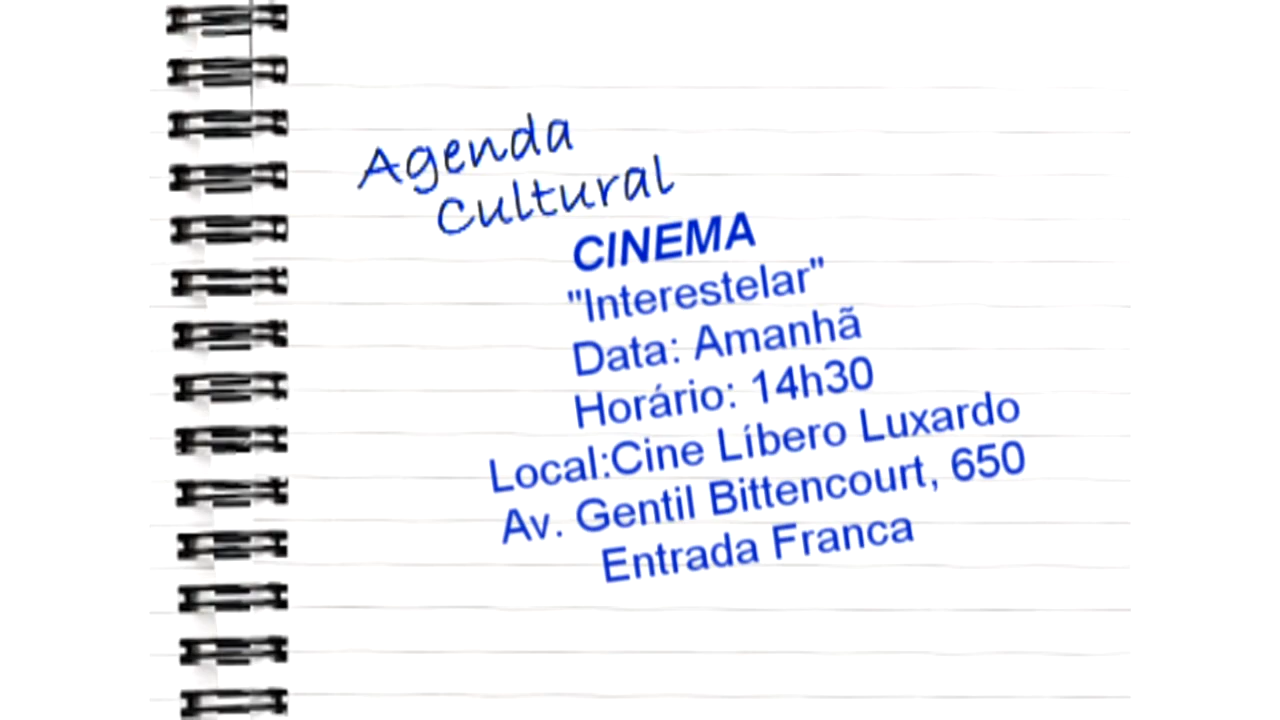 Agenda
Cultural
CINEMA
"Interestelar"
Data: Amanhã
Horário: 14h30
Local:Cine Líbero Luxardo
Av. Gentil Bittencourt, 650
Entrada Franca